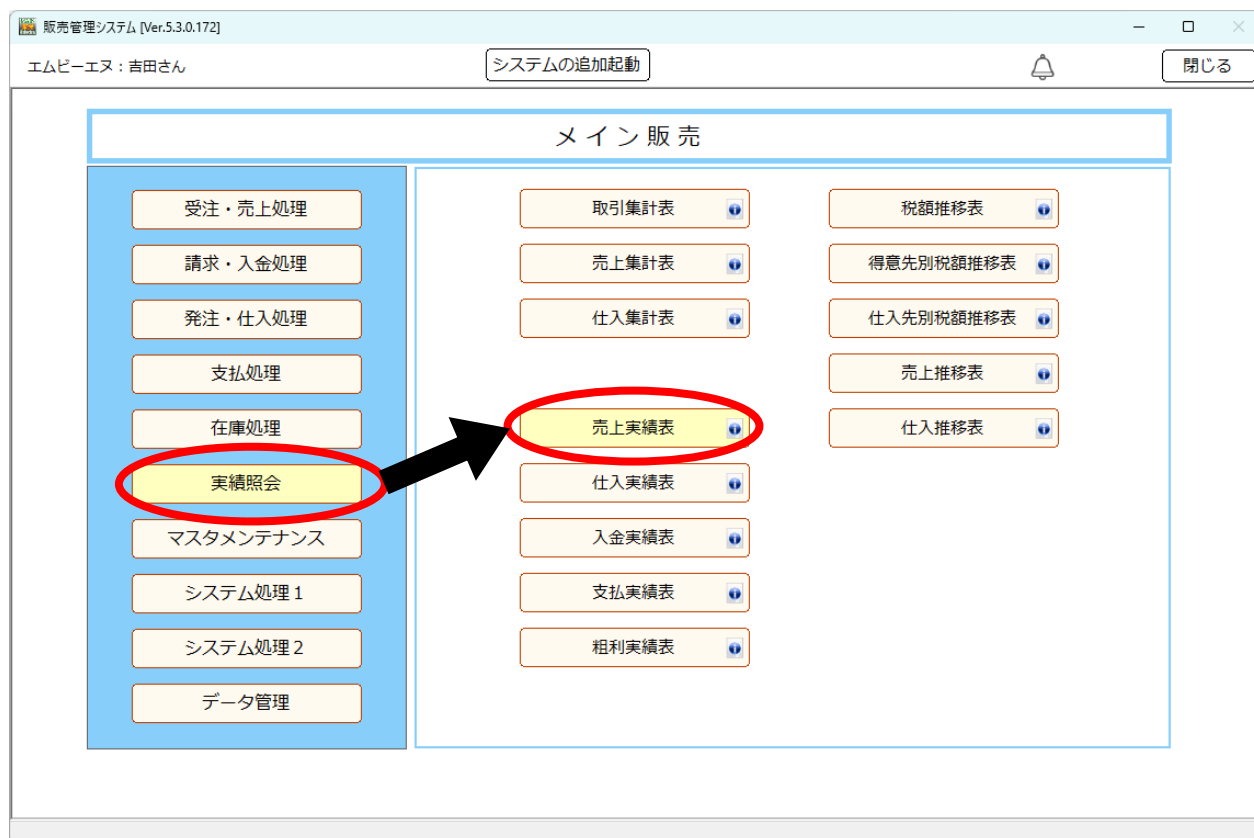 販売管理システム [Ver.5.3.0.172]
エムビーエヌ：吉田さん
システムの追加起動
閉じる
メイン販売
受注・売上処理
請求・入金処理
発注・仕入処理
支払処理
在庫処理
実績照会
マスタメンテナンス
システム処理１
システム処理２
データ管理
取引集計表
売上集計表
仕入集計表
売上実績表
仕入実績表
入金実績表
支払実績表
粗利実績表
税額推移表
得意先別税額推移表
仕入先別税額推移表
売上推移表
仕入推移表